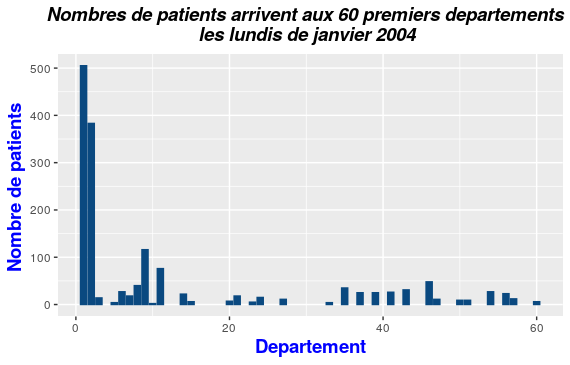 Nombres de patients arrivent aux 60 premiers departements
les lundis de janvier 2004
Nombre de patients
500
400
300
200
100
0
0 20 40 60
Departement